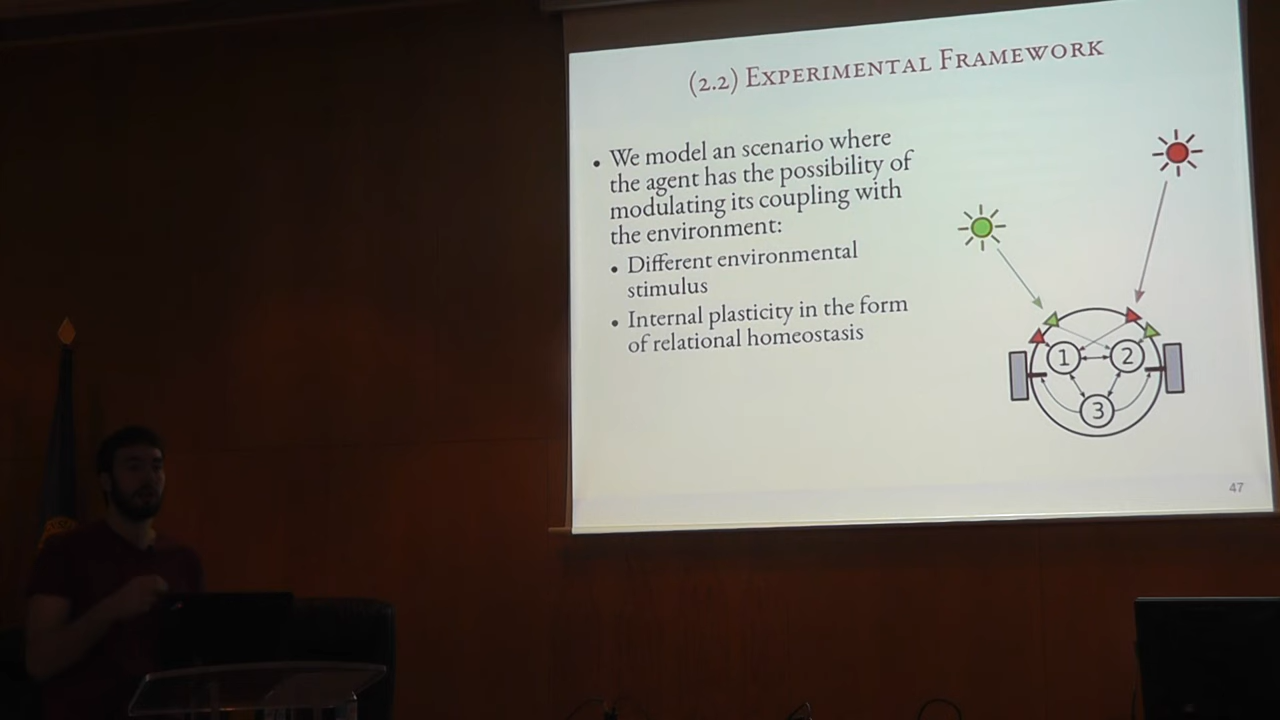 (2.2) Experimental Framework
• We model an scenario where
the agent has the possibility of
modulating its coupling with
the environment:
• Different environmental
stimulus
• Internal plasticity in the form
of relational homeostasis
1
2
3
47